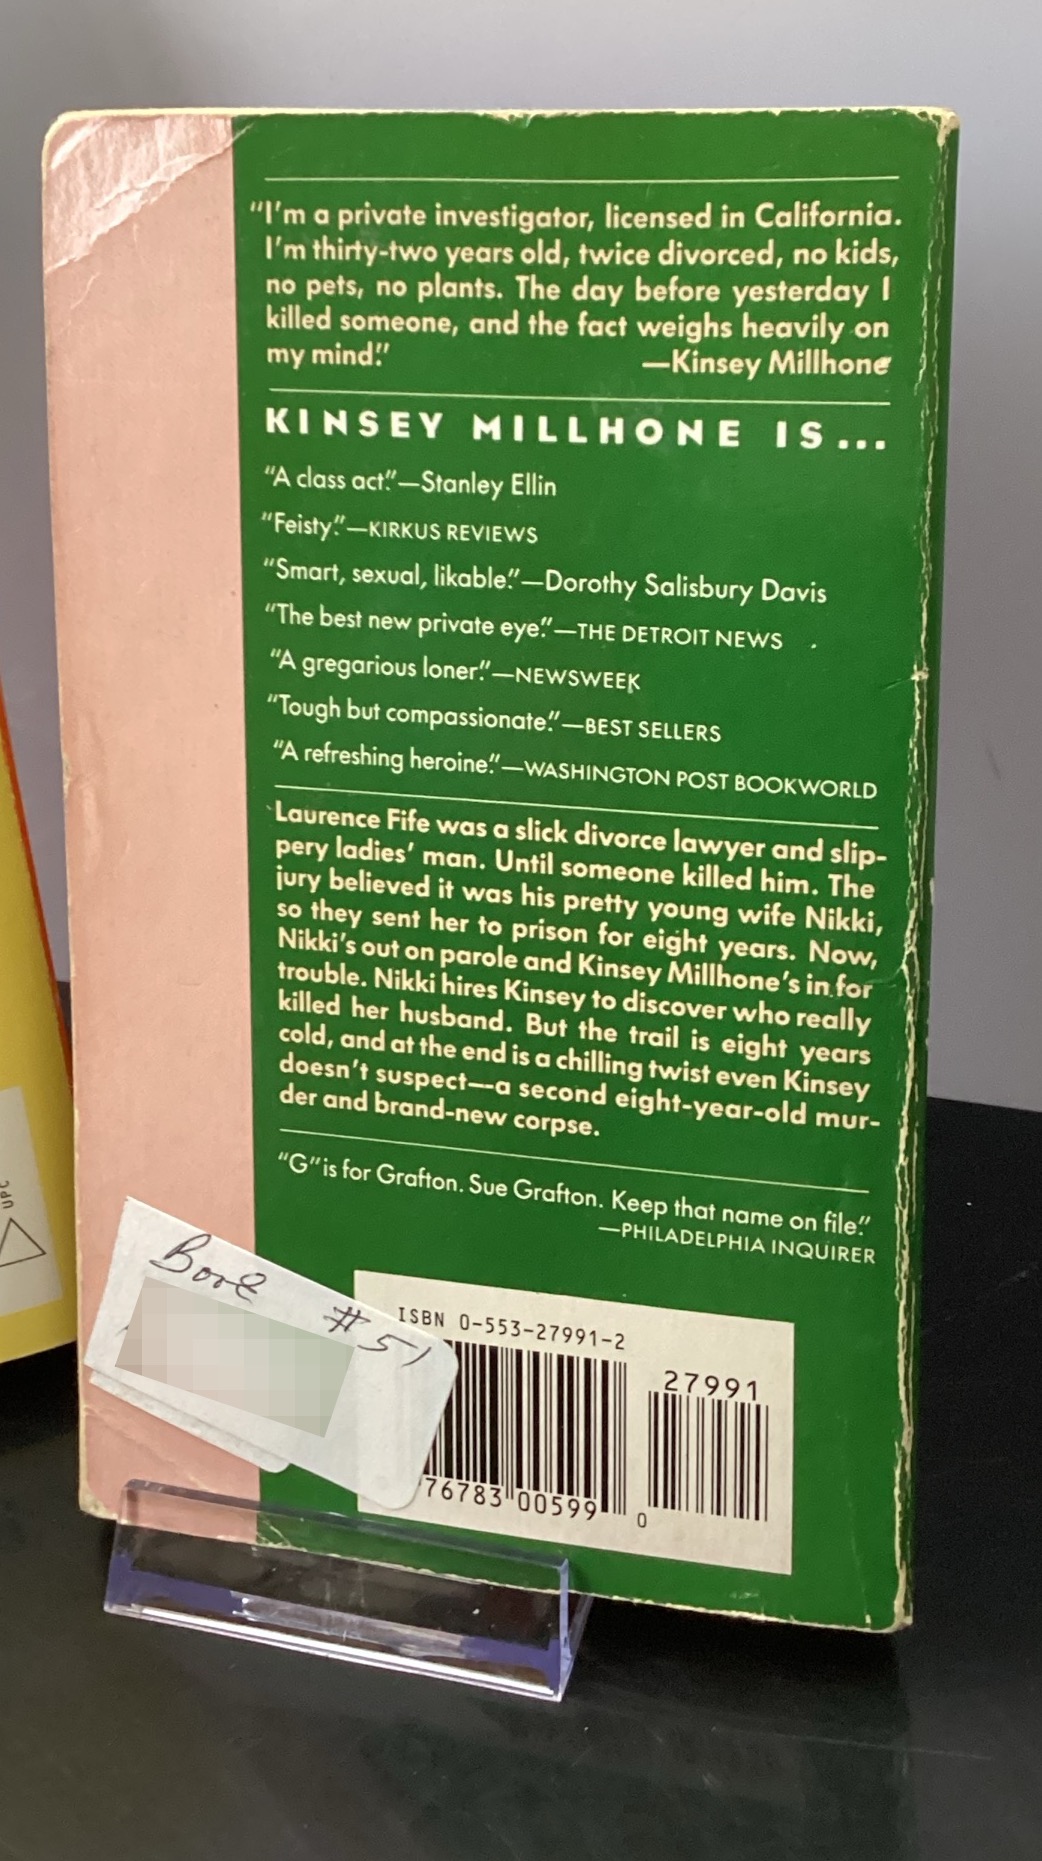 "I'm a private investigator, licensed in California.
I'm thirty-two years old, twice divorced, no kids,
no pets, no plants. The day before yesterday I
killed someone, and the fact weighs heavily on
my mind." —Kinsey Millhone
KINSEY MILLHONE IS...
"A class act."—Stanley Ellin
"Feisty."—KIRKUS REVIEWS
"Smart, sexual, likable."—Dorothy Salisbury Davis
"The best new private eye."—THE DETROIT NEWS
"A gregarious loner."—NEWSWEEK
"Tough but compassionate."—BEST SELLERS
"A refreshing heroine."—WASHINGTON POST BOOKWORLD
Laurence Fife was a slick divorce lawyer and slip-
pery ladies' man. Until someone killed him. The
jury believed it was his pretty young wife Nikki,
so they sent her to prison for eight years. Now,
Nikki's out on parole and Kinsey Millhone's in for
trouble. Nikki hires Kinsey to discover who really
killed her husband. But the trail is eight years
cold, and at the end is a chilling twist even Kinsey
doesn't suspect—a second eight-year-old mur-
der and brand-new corpse.
"G" is for Grafton. Sue Grafton. Keep that name on file."
—PHILADELPHIA INQUIRER
#51
ISBN 0-553-27991-2
27991
76783 00599
0
UPC